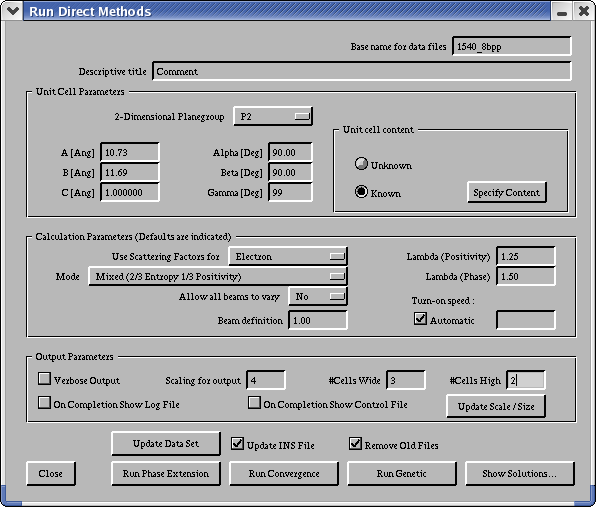 Run Direct Methods
Base name for data files 1540_8bpp
Descriptive title Comment
Unit Cell Parameters
2-Dimensional Planegroup P2
Unit cell content
A [Ang] 10.73 Alpha [Deg] 90.00
Unknown
B [Ang] 11.69 Beta [Deg] 90.00
C [Ang] 1.000000 Gamma [Deg] 99
Known Specify Content
Calculation Parameters (Defaults are indicated)
Use Scattering Factors for Electron Lambda (Positivity) 1.25
Mode Mixed (2/3 Entropy 1/3 Positivity) Lambda (Phase) 1.50
Allow all beams to vary No Turn-on speed :
Beam definition 1.00 Automatic
Output Parameters
Verbose Output Scaling for output 4 #Cells Wide 3 #Cells High 2
On Completion Show Log File On Completion Show Control File Update Scale / Size
Update Data Set Update INS File Remove Old Files
Close Run Phase Extension Run Convergence Run Genetic Show Solutions...